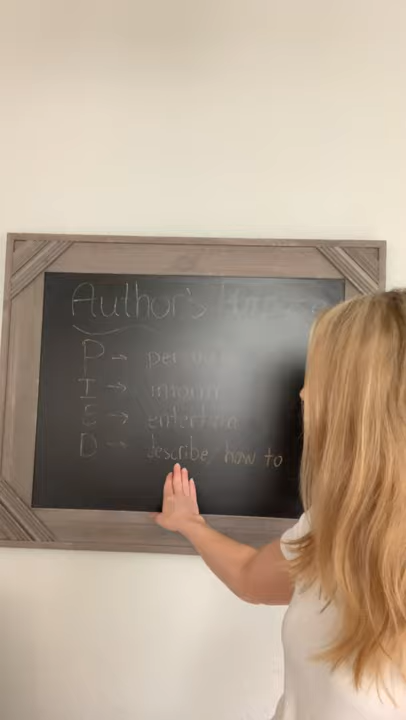 Author's
P →
I → inform
E → entertain
D → describe, how to